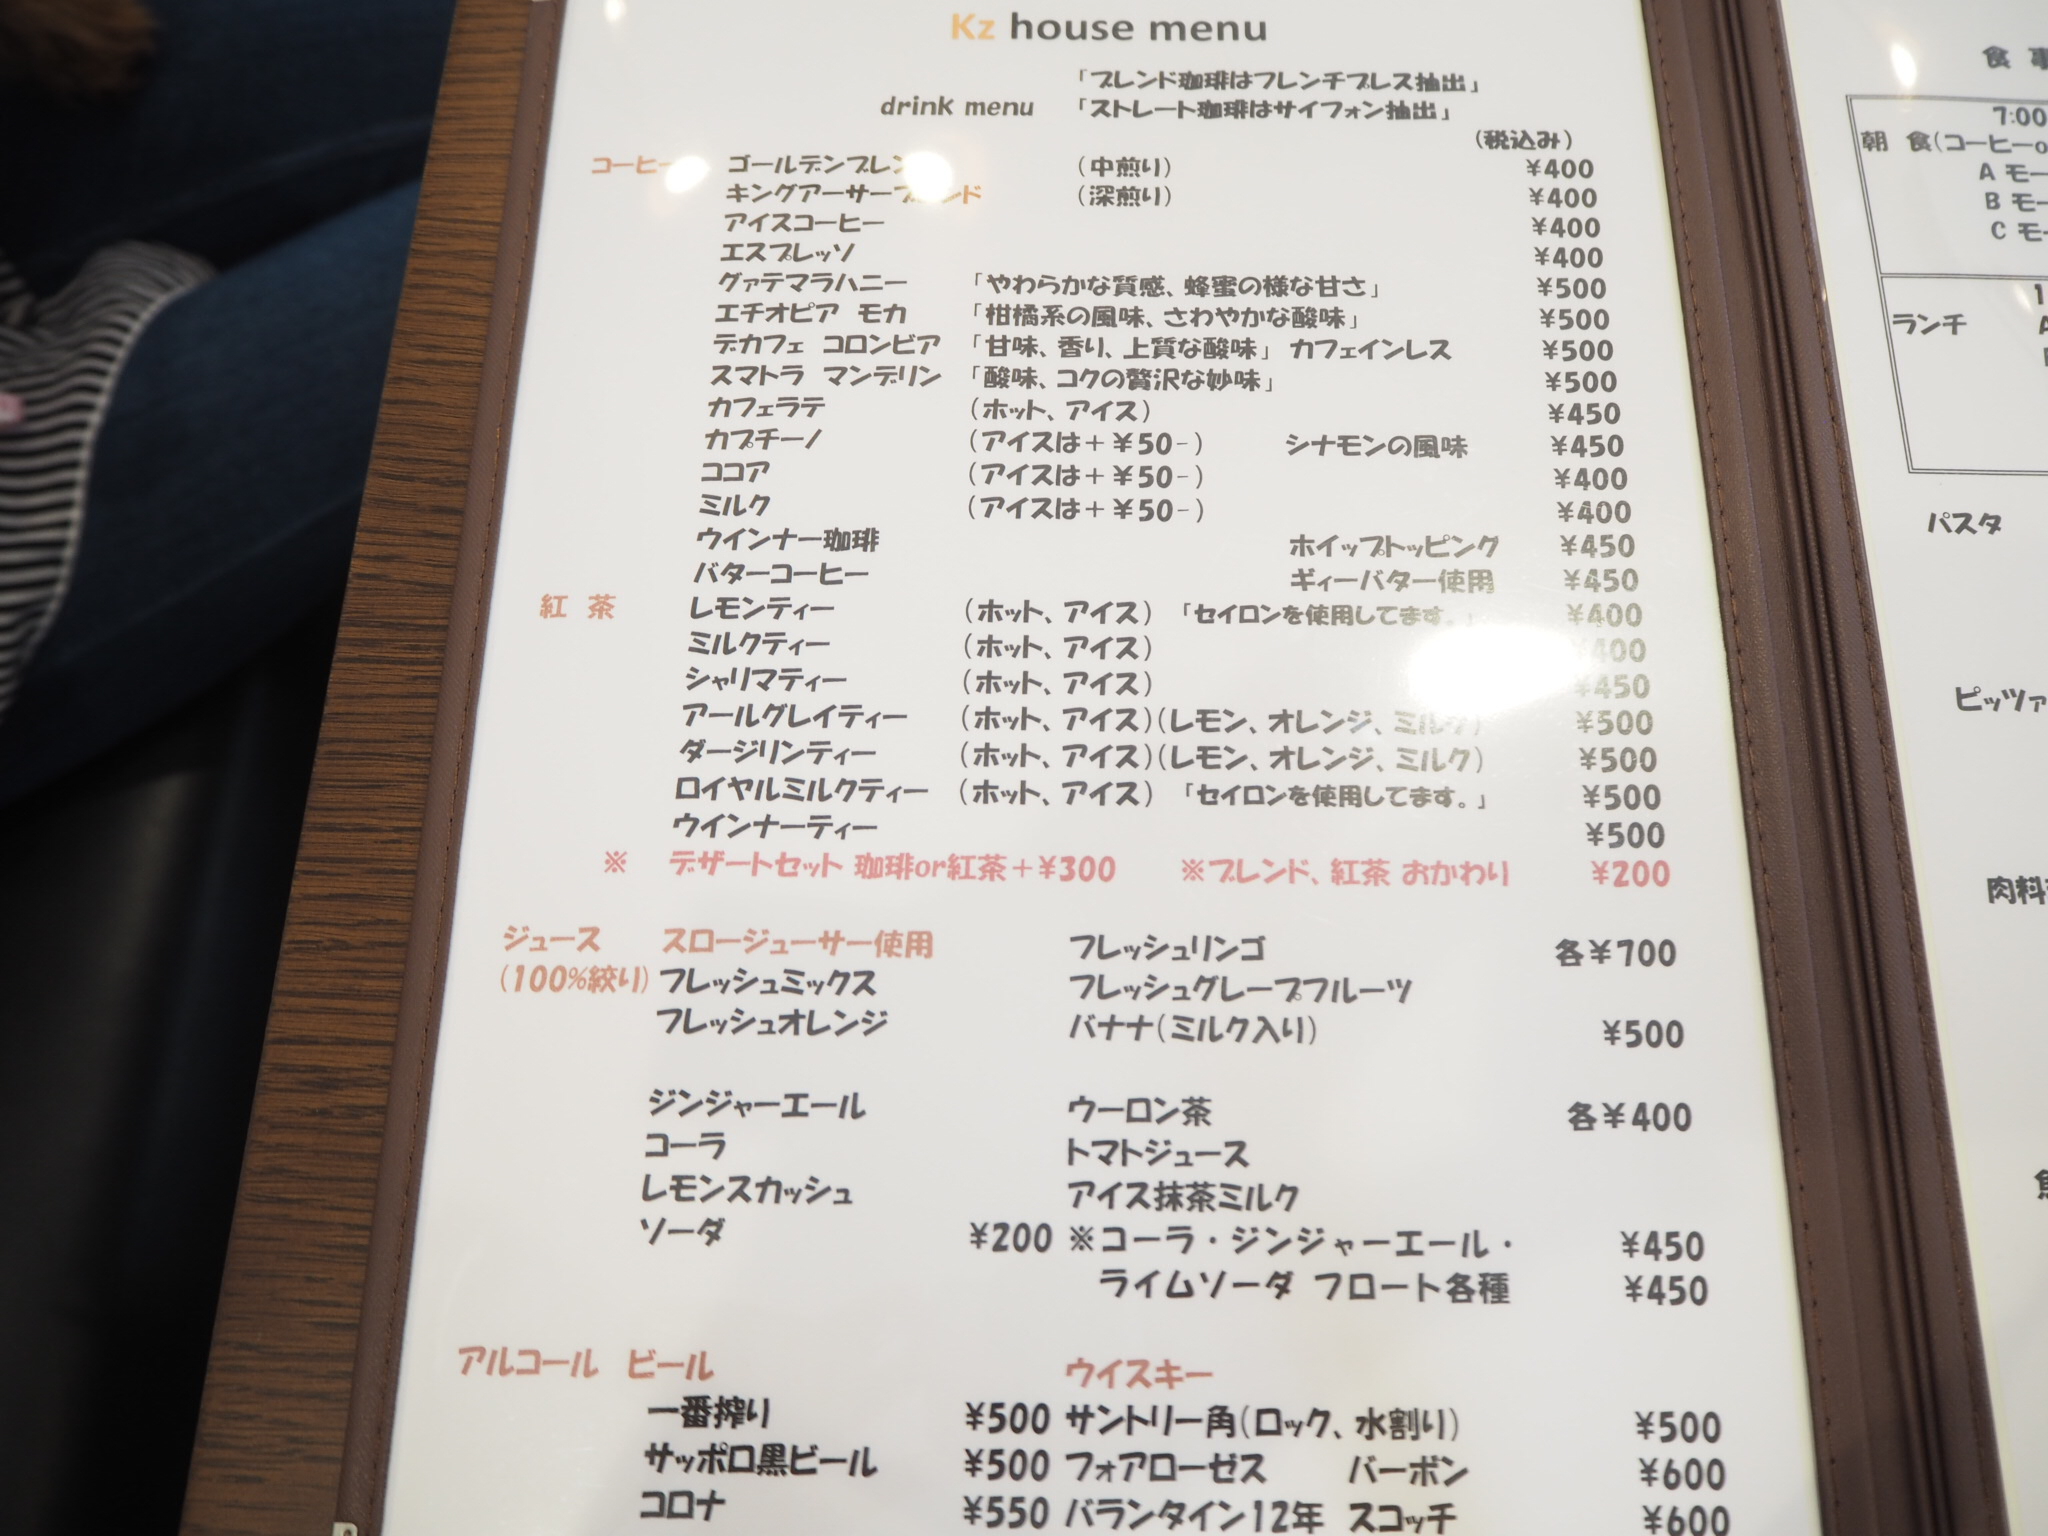 Kz house menu
「ブレンド珈琲はフレンチプレス抽出」
drink menu 「ストレート珈琲はサイフォン抽出」
(税込み)
コーヒー ゴールデンブレン (中煎り) ¥400
キングアーサーブレンド (深煎り) ¥400
アイスコーヒー ¥400
エスプレッソ ¥400
グァテマラハニー 「やわらかな質感、蜂蜜の様な甘さ」 ¥500
エチオピア モカ 「柑橘系の風味、さわやかな酸味」 ¥500
デカフェ コロンビア 「甘味、香り、上質な酸味」 カフェインレス ¥500
スマトラ マンデリン 「酸味、コクの贅沢な妙味」 ¥500
カフェラテ (ホット、アイス) ¥450
カプチーノ (アイスは+¥50-) シナモンの風味 ¥450
ココア (アイスは+¥50-) ¥400
ミルク (アイスは+¥50-) ¥400
ウインナー珈琲 ホイップトッピング ¥450
バターコーヒー ギィーバター使用 ¥450
紅 茶 レモンティー (ホット、アイス) 「セイロンを使用してます。」 ¥400
ミルクティー (ホット、アイス) ¥400
シャリマティー (ホット、アイス) ¥450
アールグレイティー (ホット、アイス)(レモン、オレンジ、ミルク) ¥500
ダージリンティー (ホット、アイス)(レモン、オレンジ、ミルク) ¥500
ロイヤルミルクティー (ホット、アイス) 「セイロンを使用してます。」 ¥500
ウインナーティー ¥500
※ デザートセット 珈琲or紅茶+¥300 ※ブレンド、紅茶 おかわり ¥200
ジュース スロージューサー使用 フレッシュリンゴ 各¥700
(100%絞り) フレッシュミックス フレッシュグレープフルーツ
フレッシュオレンジ バナナ(ミルク入り) ¥500
ジンジャーエール ウーロン茶 各¥400
コーラ トマトジュース
レモンスカッシュ アイス抹茶ミルク
ソーダ ¥200 ※コーラ・ジンジャーエール・ ¥450
ライムソーダ フロート各種 ¥450
アルコール ビール ウイスキー
一番搾り ¥500 サントリー角(ロック、水割り) ¥500
サッポロ黒ビール ¥500 フォアローゼス バーボン ¥600
コロナ ¥550 バランタイン12年 スコッチ ¥600
食 事
7:00
朝 食(コーヒーo
A モー
B モー
C モー
ランチ
パスタ
ピッツァ
肉料